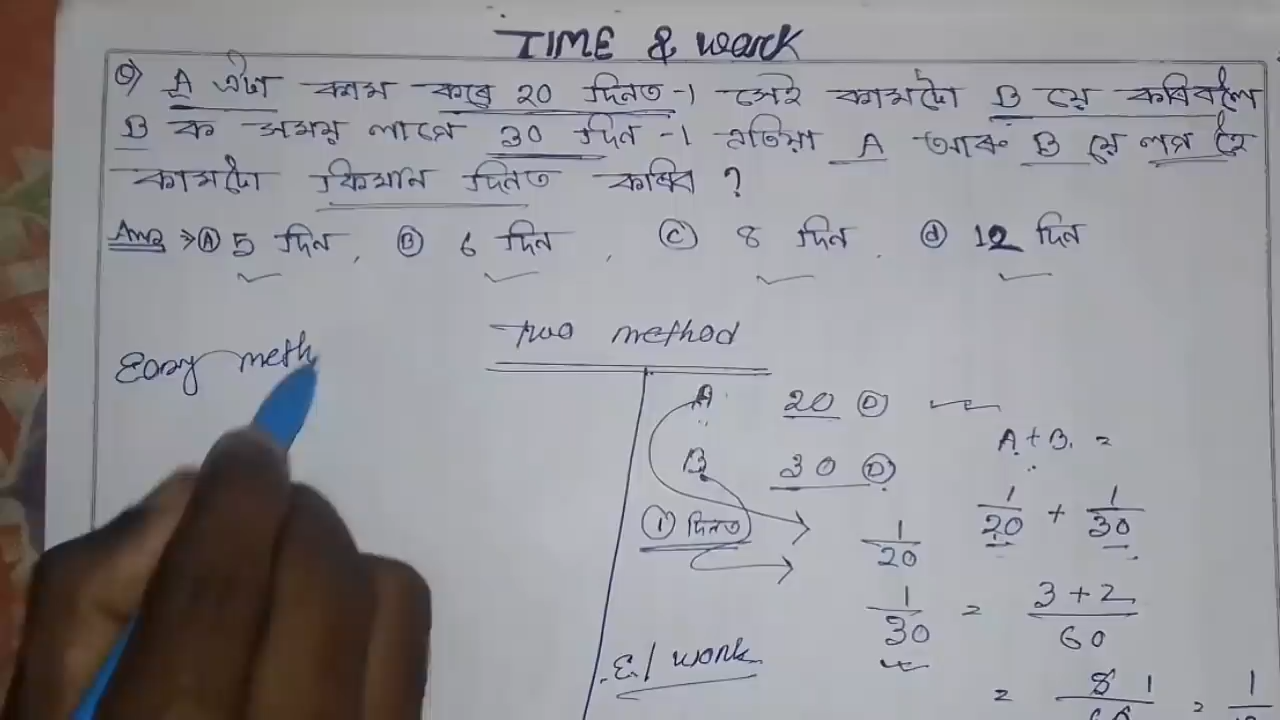 TIME & Work
Q) A এটা কাম কৰে 20 দিনত। সেই কামটো B য়ে কৰিবলৈ
B ক সময় লাগে 30 দিন। এতিয়া A আৰু B য়ে লগ হৈ
কামটো কিমান দিনত কৰিব ?
Ans → (A) 5 দিন, (B) 6 দিন, (C) 8 দিন. (d) 12 দিন
Two method
Easy meth
A 20 (D)
B 30 (D)
A + B. =
(1) দিনত
1/20
1/20 + 1/30
1/30
= 3+2/60
E/ work
= 1